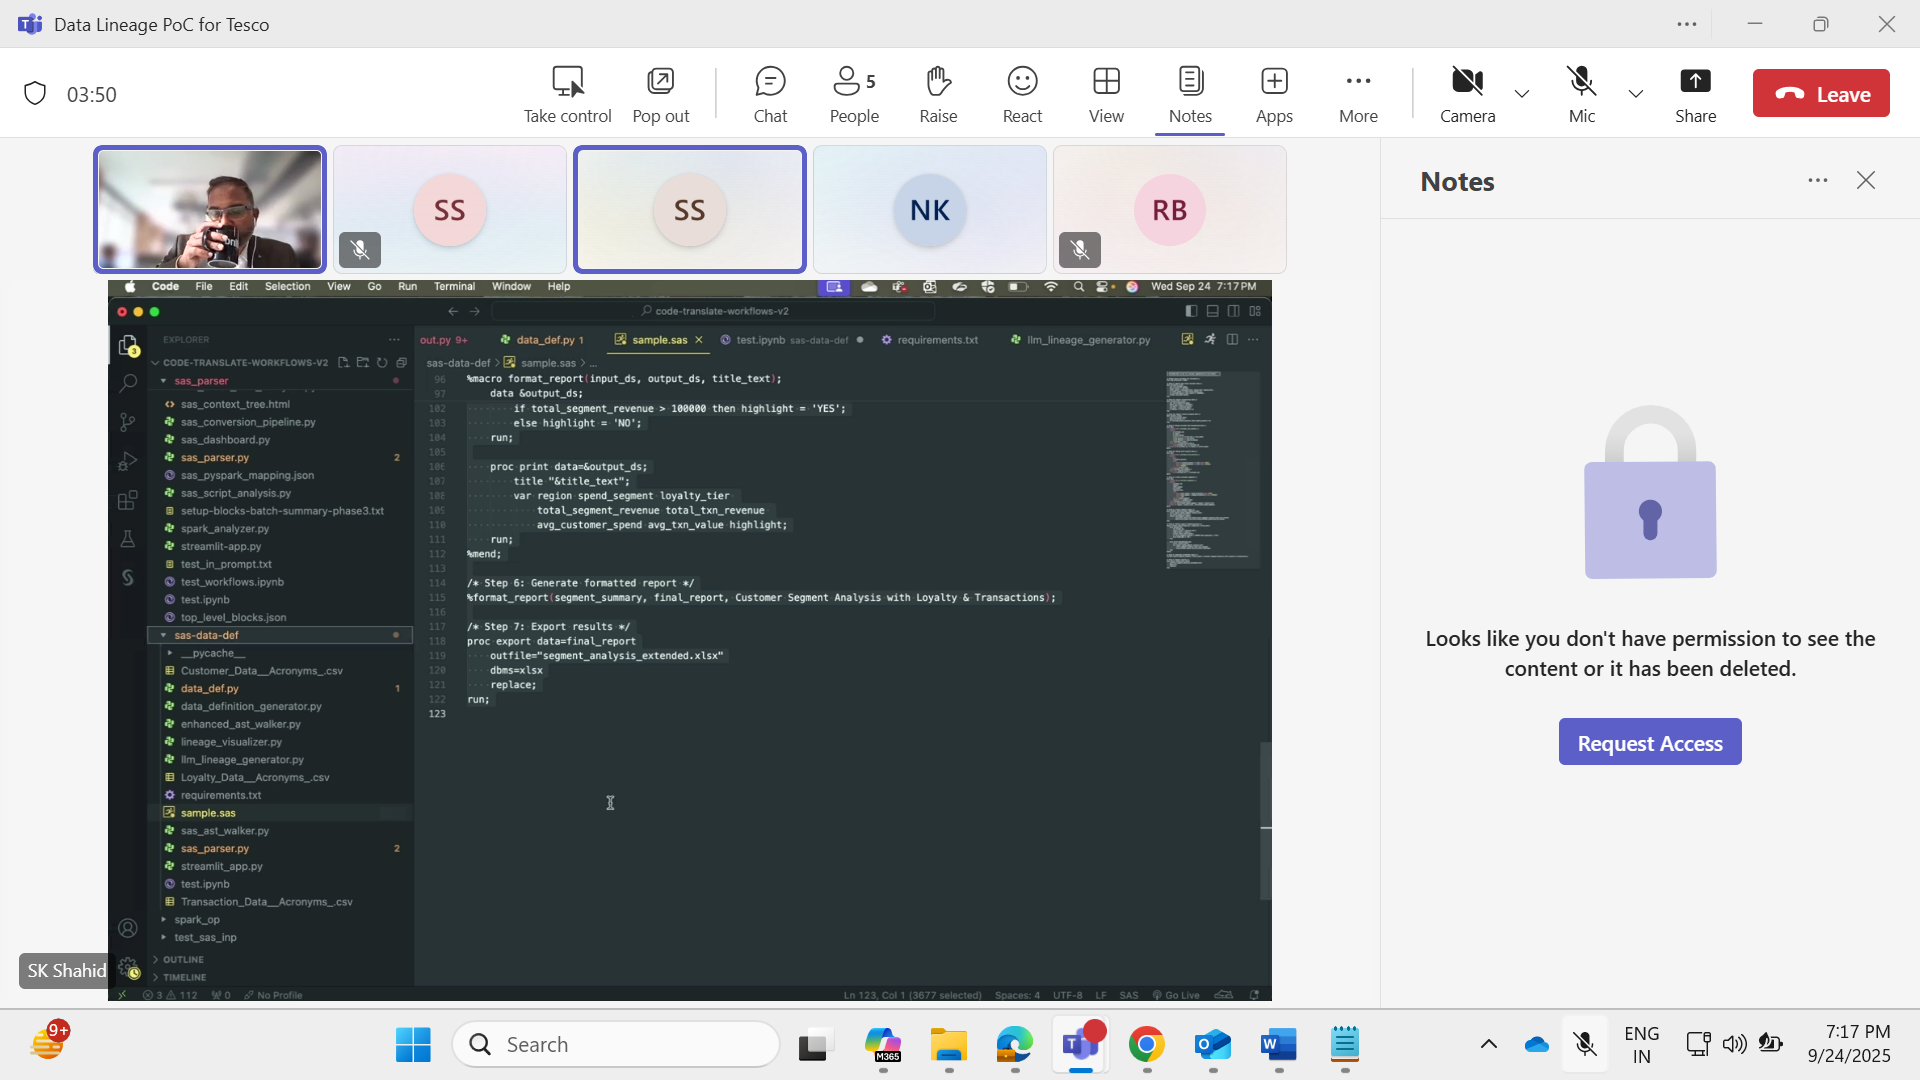 Data Lineage PoC for Tesco
03:50
Take control
Pop out
Chat
5
People
Raise
React
View
Notes
Apps
More
Camera
Mic
Share
Leave
SS
SS
NK
RB
Notes
Looks like you don't have permission to see the
content or it has been deleted.
Request Access
Code File Edit Selection View Go Run Terminal Window Help
Wed Sep 24 7:17 PM
code-translate-workflows-v2
EXPLORER
CODE-TRANSLATE-WORKFLOWS-V2
sas_parser
sas_context_tree.html
sas_conversion_pipeline.py
sas_dashboard.py
sas_parser.py 2
sas_pyspark_mapping.json
sas_script_analysis.py
setup-blocks-batch-summary-phase3.txt
spark_analyzer.py
streamlit-app.py
test_in_prompt.txt
test_workflows.ipynb
test.ipynb
top_level_blocks.json
sas-data-def
__pycache__
Customer_Data__Acronyms_.csv
data_def.py 1
data_definition_generator.py
enhanced_ast_walker.py
lineage_visualizer.py
llm_lineage_generator.py
Loyalty_Data__Acronyms_.csv
requirements.txt
sample.sas
sas_ast_walker.py
sas_parser.py 2
streamlit_app.py
test.ipynb
Transaction_Data__Acronyms_.csv
spark_op
test_sas_inp
OUTLINE
TIMELINE
out.py 9+ data_def.py 1 sample.sas test.ipynb sas-data-def requirements.txt llm_lineage_generator.py
sas-data-def > sample.sas > ...
96 %macro format_report(input_ds, output_ds, title_text);
97 data &output_ds;
102 if total_segment_revenue > 100000 then highlight = 'YES';
103 else highlight = 'NO';
104 run;
105
106 proc print data=&output_ds;
107 title "&title_text";
108 var region spend_segment loyalty_tier
109 total_segment_revenue total_txn_revenue
110 avg_customer_spend avg_txn_value highlight;
111 run;
112 %mend;
113
114 /* Step 6: Generate formatted report */
115 %format_report(segment_summary, final_report, Customer Segment Analysis with Loyalty & Transactions);
116
117 /* Step 7: Export results */
118 proc export data=final_report
119 outfile="segment_analysis_extended.xlsx"
120 dbms=xlsx
121 replace;
122 run;
123
3
SK Shahid
3 112 0 No Profile Ln 123, Col 1 (3677 selected) Spaces: 4 UTF-8 LF SAS Go Live
9+
Search
M365
ENG
IN
7:17 PM
9/24/2025